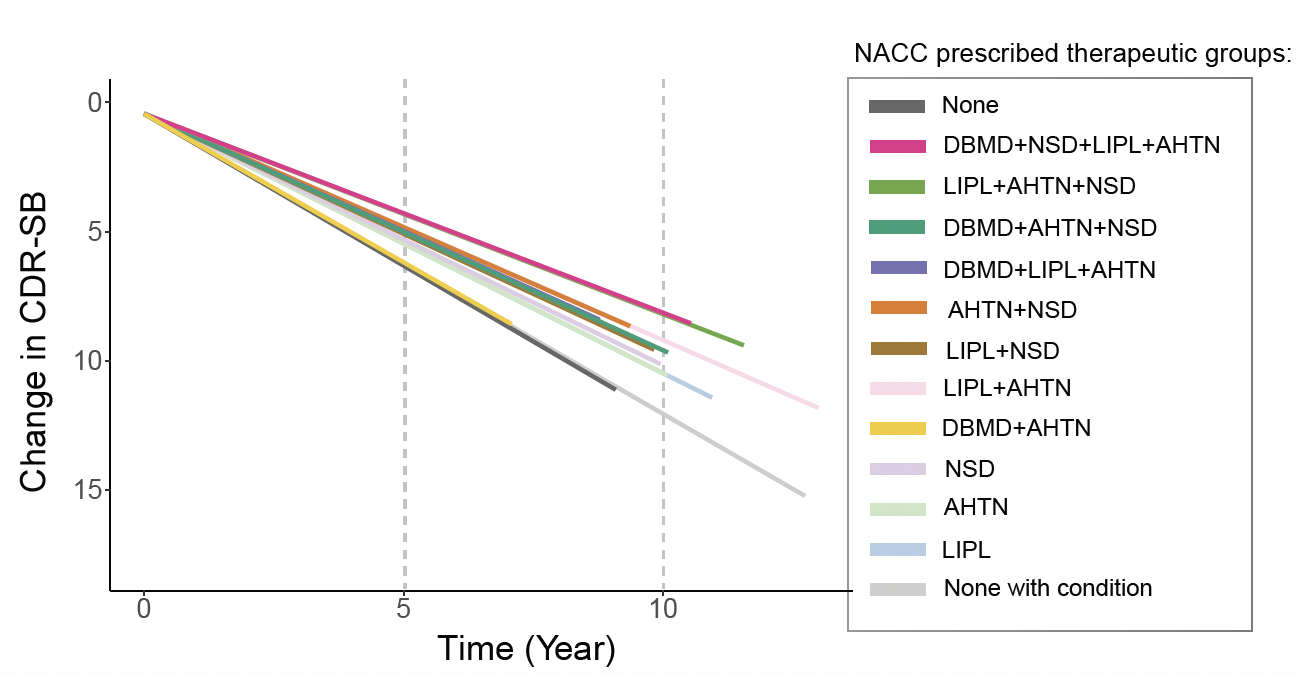 NACC prescribed therapeutic groups:
None
DBMD+NSD+LIPL+AHTN
LIPL+AHTN+NSD
DBMD+AHTN+NSD
DBMD+LIPL+AHTN
AHTN+NSD
LIPL+NSD
LIPL+AHTN
DBMD+AHTN
NSD
AHTN
LIPL
None with condition
Change in CDR-SB
0
5
10
15
0
5
10
Time (Year)